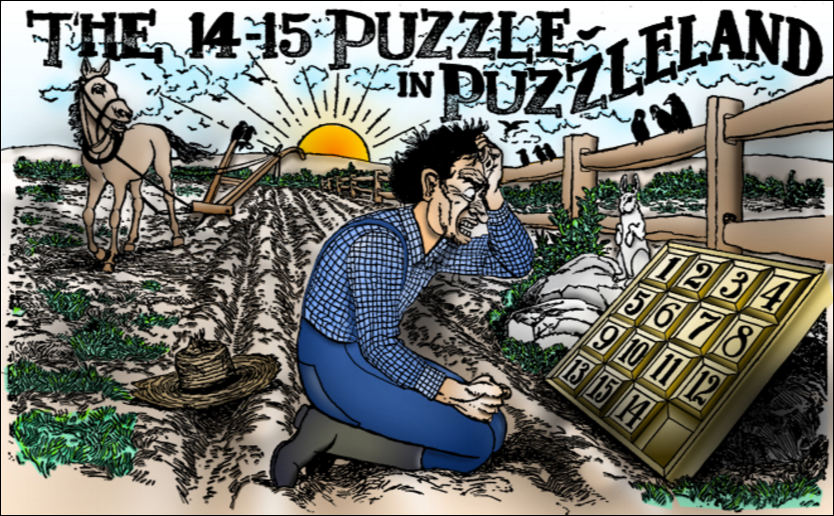 THE 14-15 PUZZLE
IN PUZZLELAND
1 2 3 4
5 6 7 8
9 10 11 12
13 15 14